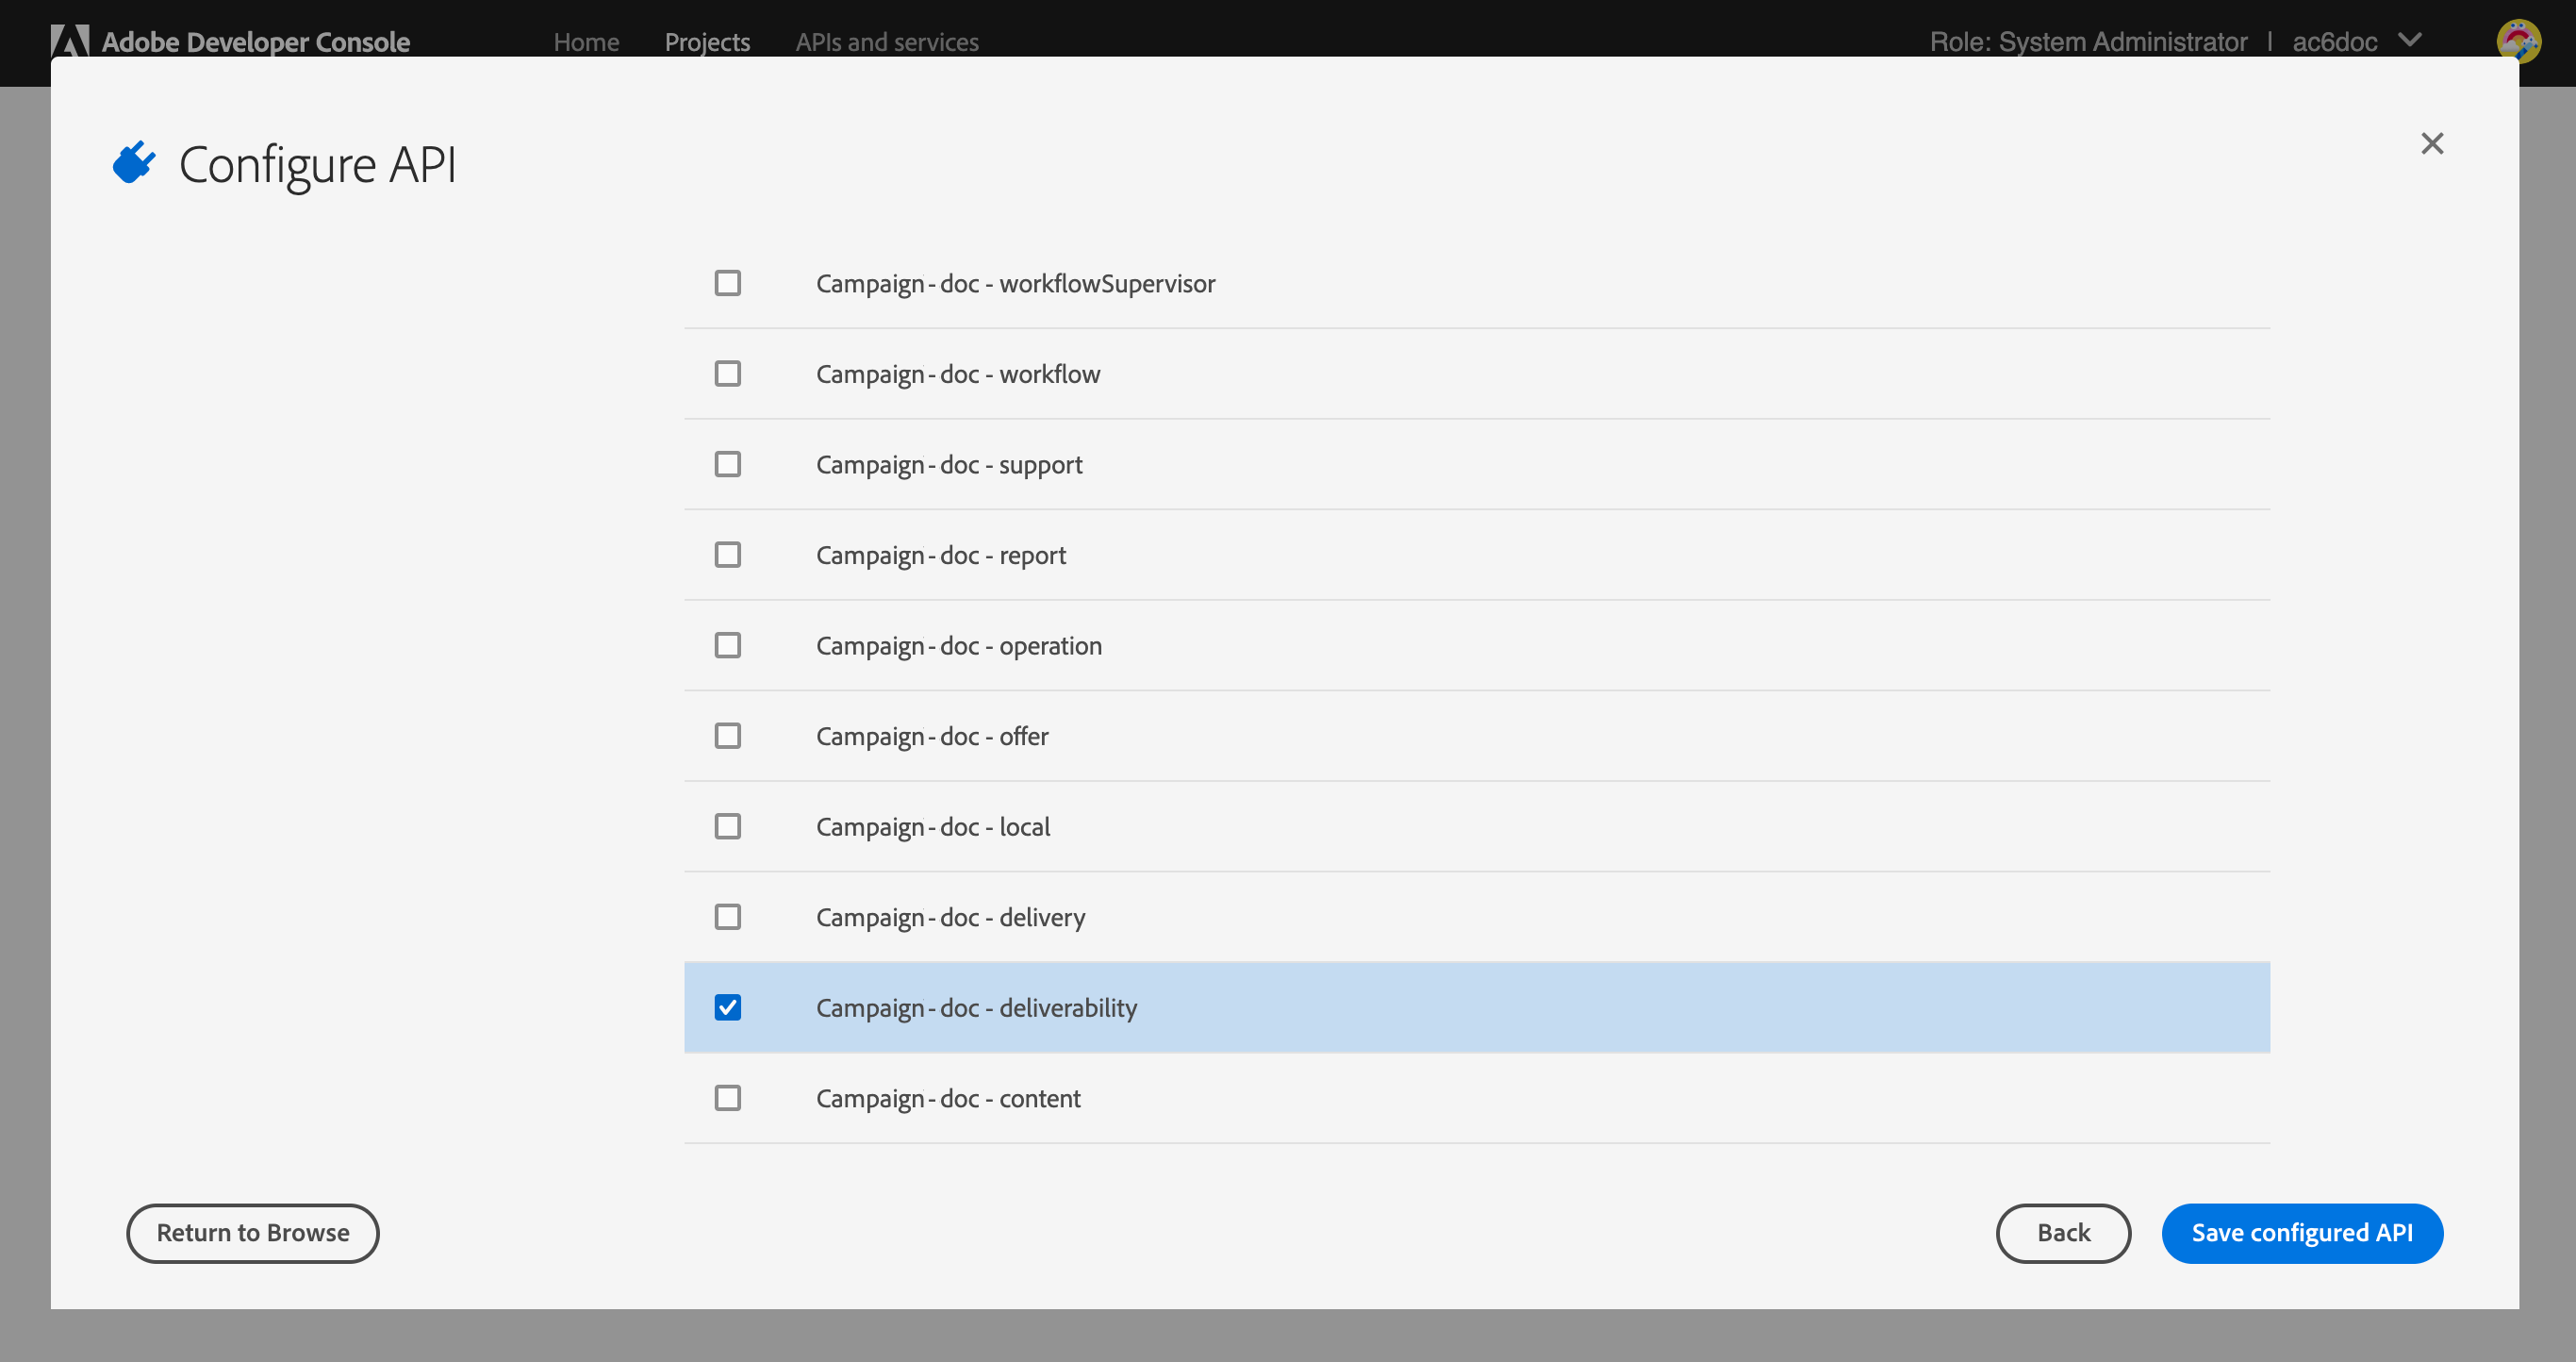 Adobe Developer Console Home Projects APIs and services Role: System Administrator | ac6doc
Configure API
Campaign - doc - workflowSupervisor
Campaign - doc - workflow
Campaign - doc - support
Campaign - doc - report
Campaign - doc - operation
Campaign - doc - offer
Campaign - doc - local
Campaign - doc - delivery
Campaign - doc - deliverability
Campaign - doc - content
Return to Browse Back Save configured API